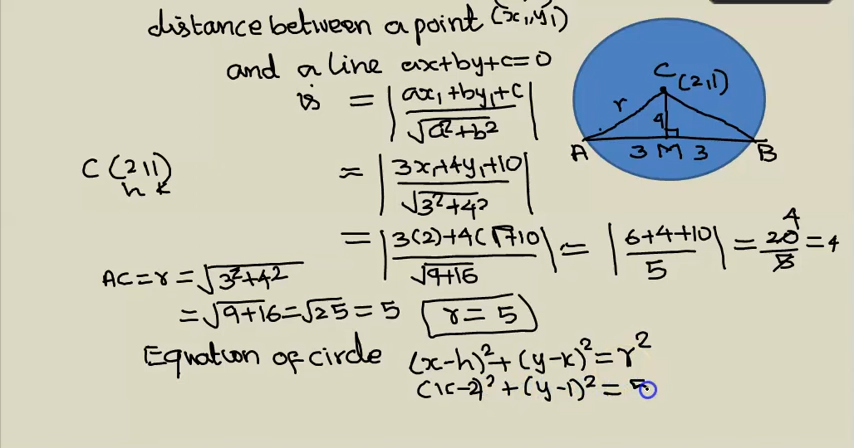 distance between a point (x₁,y₁)
and a line ax+by+c=0
is = |ax₁+by₁+c / √a²+b²|
C (2,1)
r
4
A 3 M 3 B
C (2,1)
h k
= |3x₁+4y₁+10 / √3²+4²|
= |3(2)+4(1)+10 / √9+16| = |6+4+10 / 5| = 20/5 = 4
4
AC = r = √3²+4²
= √9+16 = √25 = 5 r = 5
Equation of circle (x-h)²+(y-k)² = r²
(x-2)²+(y-1)² = 5